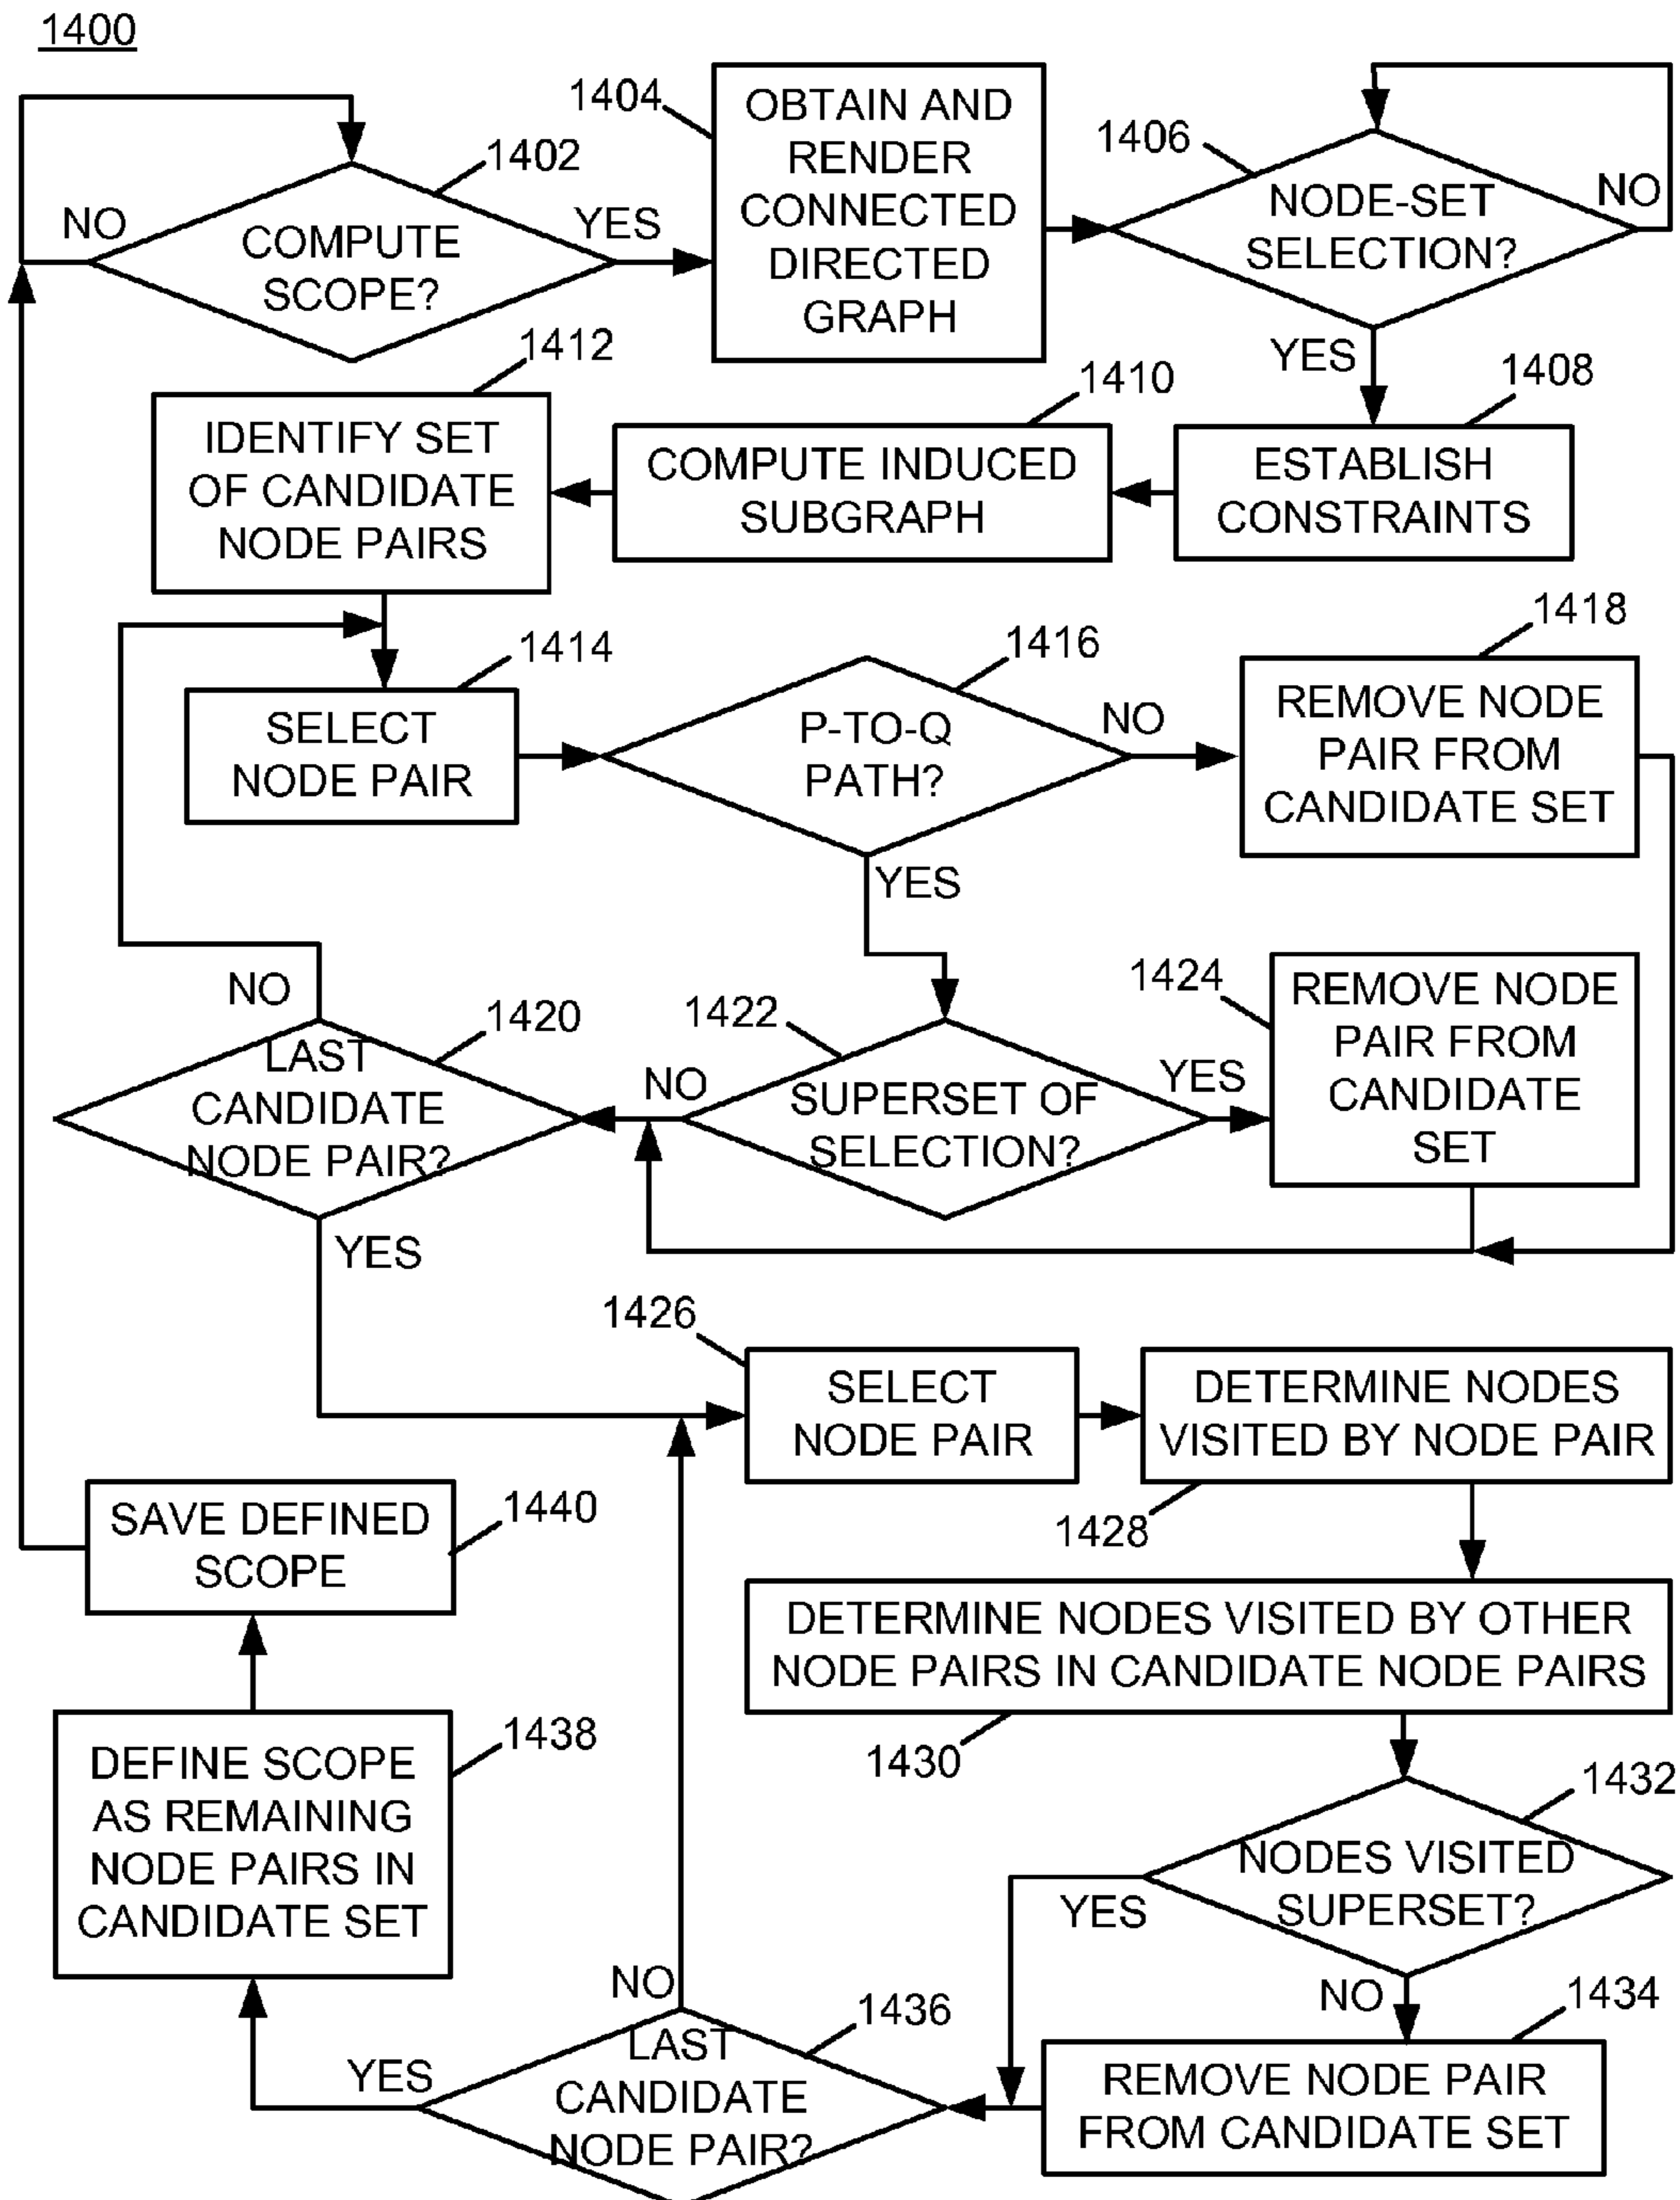 1400
1402
NO
COMPUTE
SCOPE?
YES
1404
OBTAIN AND
RENDER
CONNECTED
DIRECTED
GRAPH
1406
NODE-SET
SELECTION?
NO
YES
1408
ESTABLISH
CONSTRAINTS
1410
COMPUTE INDUCED
SUBGRAPH
1412
IDENTIFY SET
OF CANDIDATE
NODE PAIRS
1414
SELECT
NODE PAIR
1416
P-TO-Q
PATH?
NO
YES
1418
REMOVE NODE
PAIR FROM
CANDIDATE SET
1420
NO
LAST
CANDIDATE
NODE PAIR?
YES
1422
NO
SUPERSET OF
SELECTION?
YES
1424
REMOVE NODE
PAIR FROM
CANDIDATE
SET
1426
SELECT
NODE PAIR
DETERMINE NODES
VISITED BY NODE PAIR
1428
DETERMINE NODES VISITED BY OTHER
NODE PAIRS IN CANDIDATE NODE PAIRS
1430
1432
NODES VISITED
SUPERSET?
YES
NO
1434
REMOVE NODE PAIR
FROM CANDIDATE SET
1436
NO
LAST
CANDIDATE
NODE PAIR?
YES
1438
DEFINE SCOPE
AS REMAINING
NODE PAIRS IN
CANDIDATE SET
1440
SAVE DEFINED
SCOPE